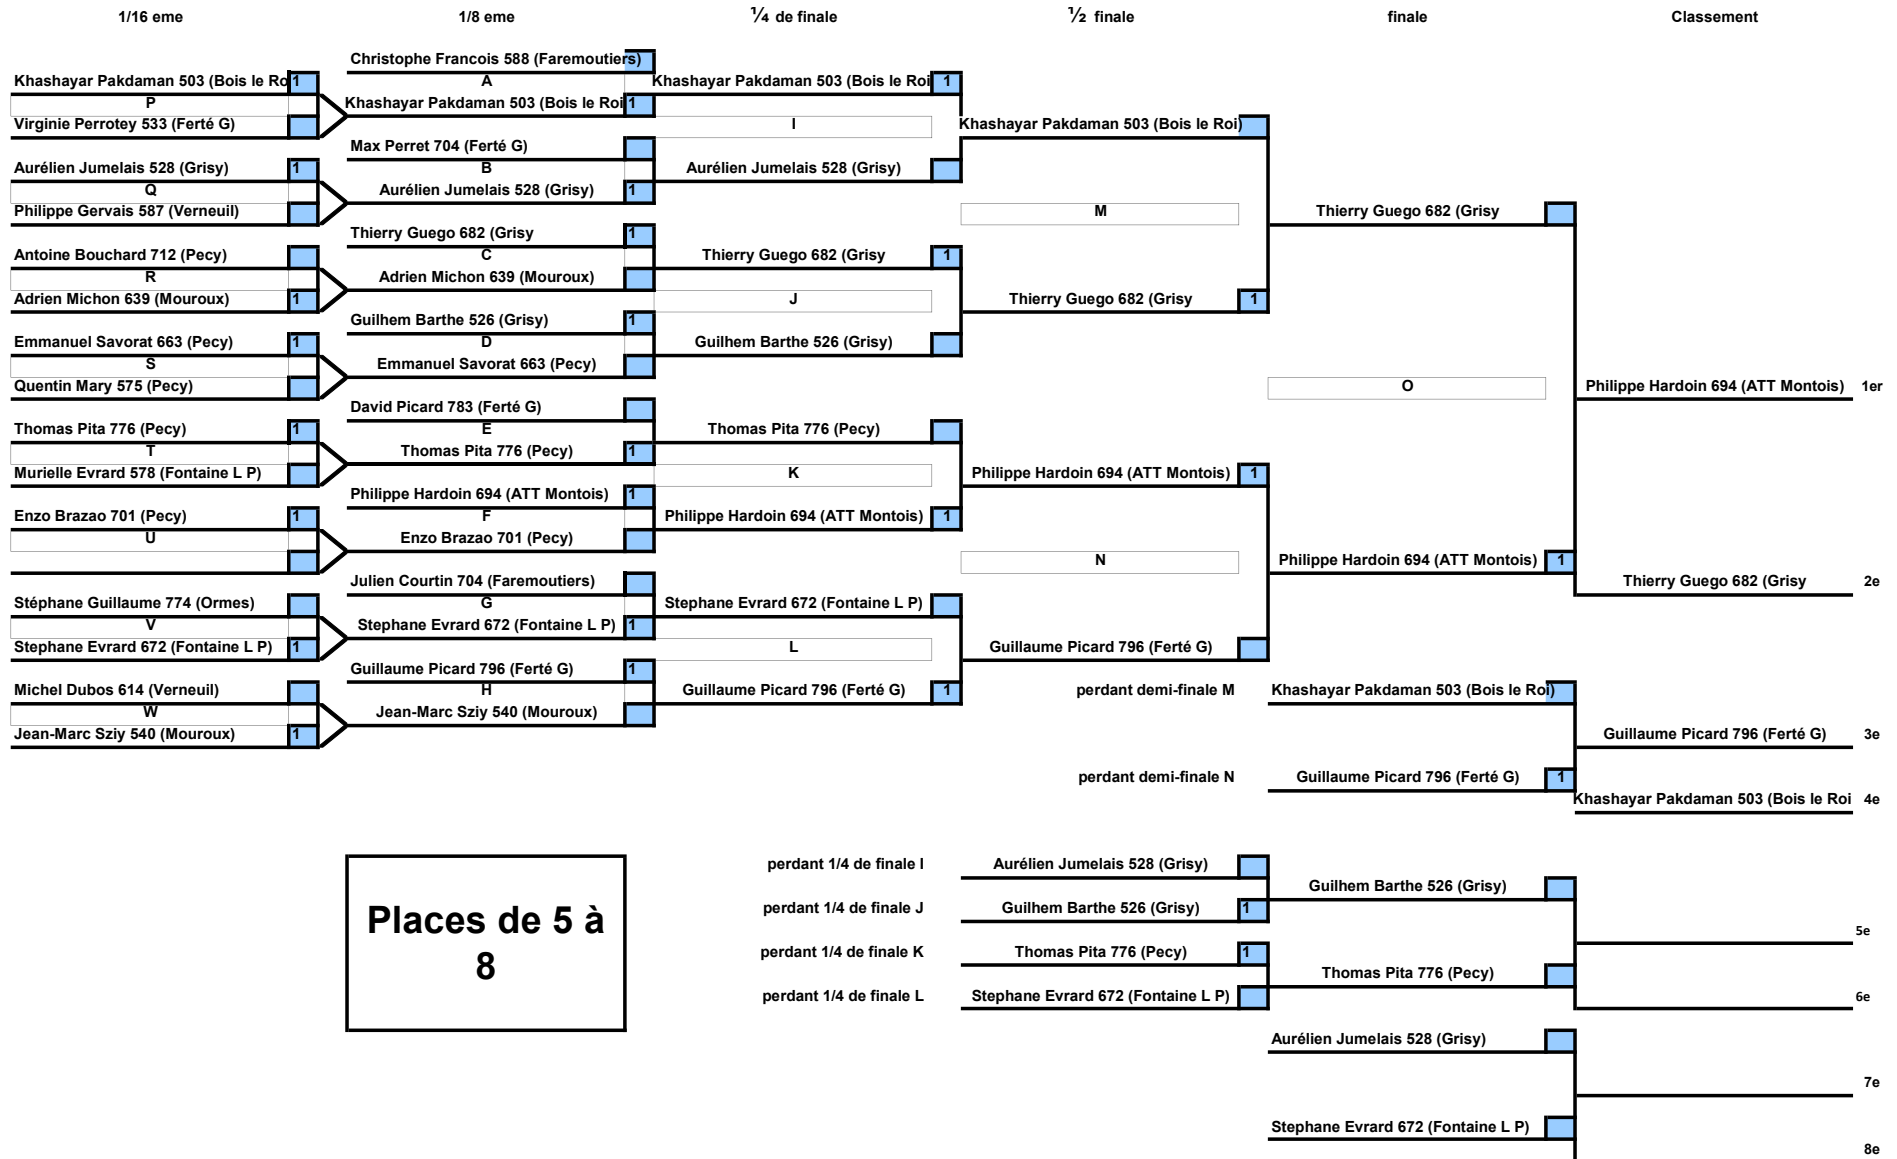 1/16 eme 1/8 eme ¼ de finale ½ finale finale Classement
Christophe Francois 588 (Faremoutiers)
Khashayar Pakdaman 503 (Bois le Ro 1 A Khashayar Pakdaman 503 (Bois le Roi 1
P Khashayar Pakdaman 503 (Bois le Roi 1
Virginie Perrotey 533 (Ferté G) I Khashayar Pakdaman 503 (Bois le Roi)
Max Perret 704 (Ferté G)
Aurélien Jumelais 528 (Grisy) 1 B Aurélien Jumelais 528 (Grisy)
Q Aurélien Jumelais 528 (Grisy) 1
Philippe Gervais 587 (Verneuil) M Thierry Guego 682 (Grisy
Thierry Guego 682 (Grisy 1
Antoine Bouchard 712 (Pecy) C Thierry Guego 682 (Grisy 1
R Adrien Michon 639 (Mouroux)
Adrien Michon 639 (Mouroux) 1 J Thierry Guego 682 (Grisy 1
Guilhem Barthe 526 (Grisy) 1
Emmanuel Savorat 663 (Pecy) 1 D Guilhem Barthe 526 (Grisy)
S Emmanuel Savorat 663 (Pecy)
Quentin Mary 575 (Pecy) O Philippe Hardoin 694 (ATT Montois) 1er
David Picard 783 (Ferté G)
Thomas Pita 776 (Pecy) 1 E Thomas Pita 776 (Pecy)
T Thomas Pita 776 (Pecy) 1
Murielle Evrard 578 (Fontaine L P) K Philippe Hardoin 694 (ATT Montois) 1
Philippe Hardoin 694 (ATT Montois) 1
Enzo Brazao 701 (Pecy) 1 F Philippe Hardoin 694 (ATT Montois) 1
U Enzo Brazao 701 (Pecy)
N Philippe Hardoin 694 (ATT Montois) 1
Julien Courtin 704 (Faremoutiers) Thierry Guego 682 (Grisy 2e
Stéphane Guillaume 774 (Ormes) G Stephane Evrard 672 (Fontaine L P)
V Stephane Evrard 672 (Fontaine L P) 1
Stephane Evrard 672 (Fontaine L P) 1 L Guillaume Picard 796 (Ferté G)
Guillaume Picard 796 (Ferté G) 1
Michel Dubos 614 (Verneuil) H Guillaume Picard 796 (Ferté G) 1 perdant demi-finale M Khashayar Pakdaman 503 (Bois le Roi)
W Jean-Marc Sziy 540 (Mouroux)
Jean-Marc Sziy 540 (Mouroux) 1 Guillaume Picard 796 (Ferté G) 3e
perdant demi-finale N Guillaume Picard 796 (Ferté G) 1
Khashayar Pakdaman 503 (Bois le Roi 4e
perdant 1/4 de finale I Aurélien Jumelais 528 (Grisy)
Guilhem Barthe 526 (Grisy)
perdant 1/4 de finale J Guilhem Barthe 526 (Grisy) 1
Places de 5 à
8
5e
perdant 1/4 de finale K Thomas Pita 776 (Pecy) 1
Thomas Pita 776 (Pecy)
perdant 1/4 de finale L Stephane Evrard 672 (Fontaine L P) 6e
Aurélien Jumelais 528 (Grisy)
7e
Stephane Evrard 672 (Fontaine L P)
8e